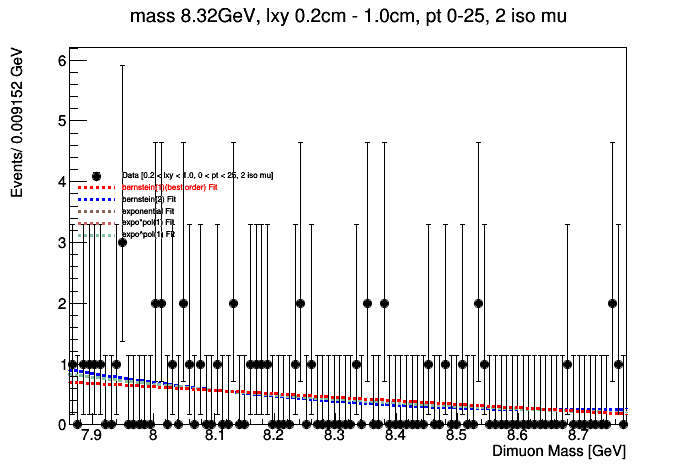 mass 8.32GeV, lxy 0.2cm - 1.0cm, pt 0-25, 2 iso mu
Events/ 0.009152 GeV
6
5
4
3
2
1
0
Data [0.2 < lxy < 1.0, 0 < pt < 25, 2 iso mu]
bernstein(1)(best order) Fit
bernstein(2) Fit
exponential Fit
expo*pol(1) Fit
expo^pol(1) Fit
7.9 8 8.1 8.2 8.3 8.4 8.5 8.6 8.7
Dimuon Mass [GeV]